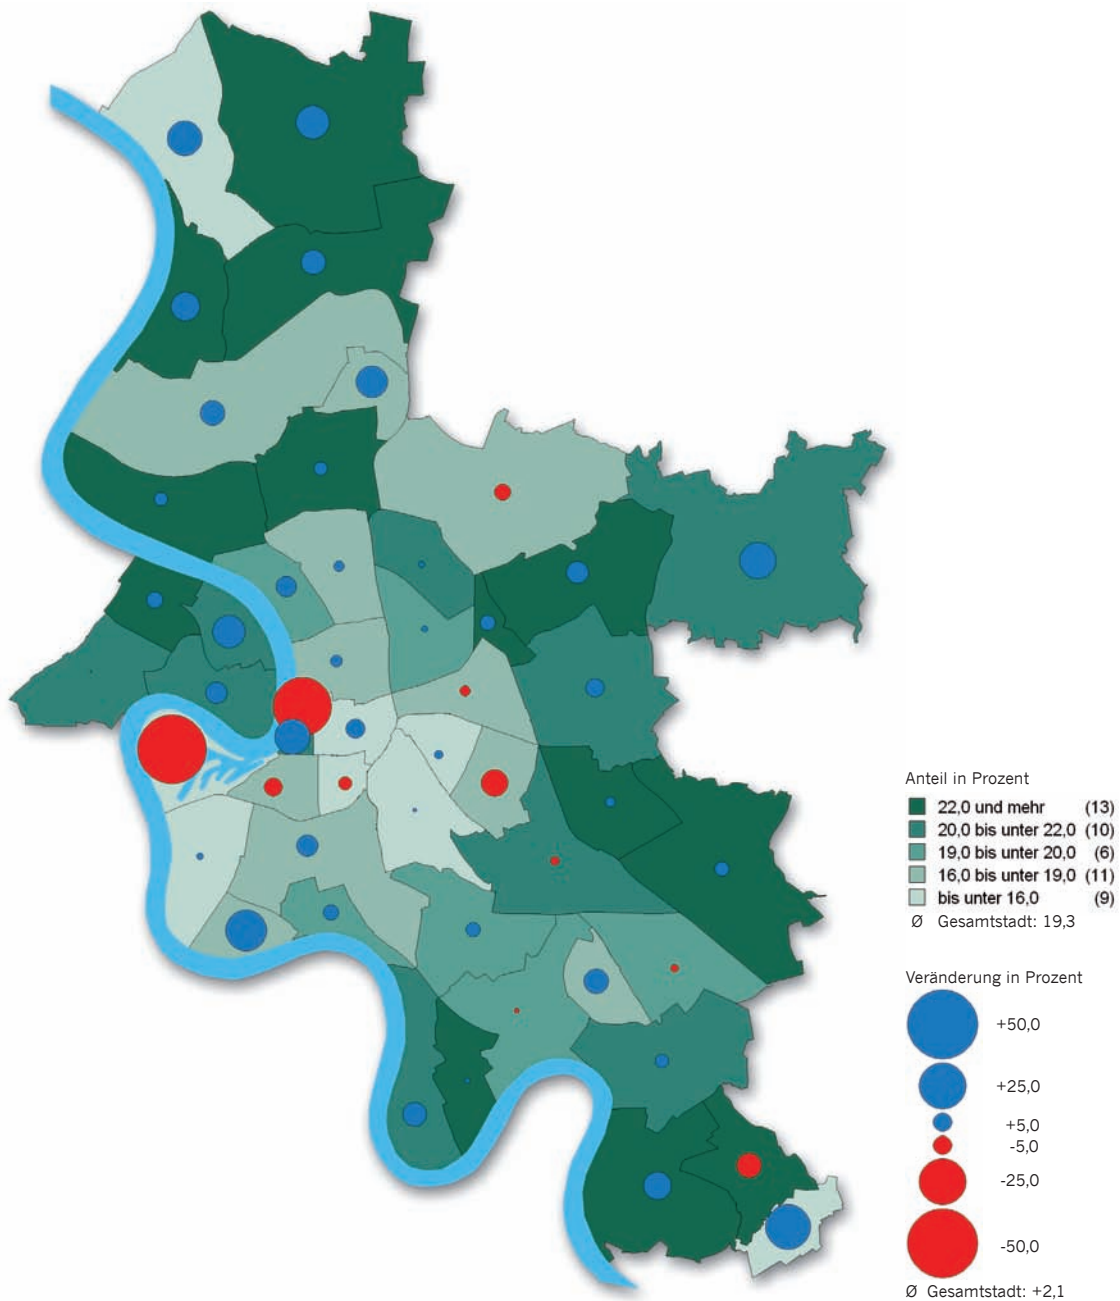 Anteil in Prozent
22,0 und mehr (13)
20,0 bis unter 22,0 (10)
19,0 bis unter 20,0 (6)
16,0 bis unter 19,0 (11)
bis unter 16,0 (9)
Ø Gesamtstadt: 19,3
Veränderung in Prozent
+50,0
+25,0
+5,0
-5,0
-25,0
-50,0
Ø Gesamtstadt: +2,1